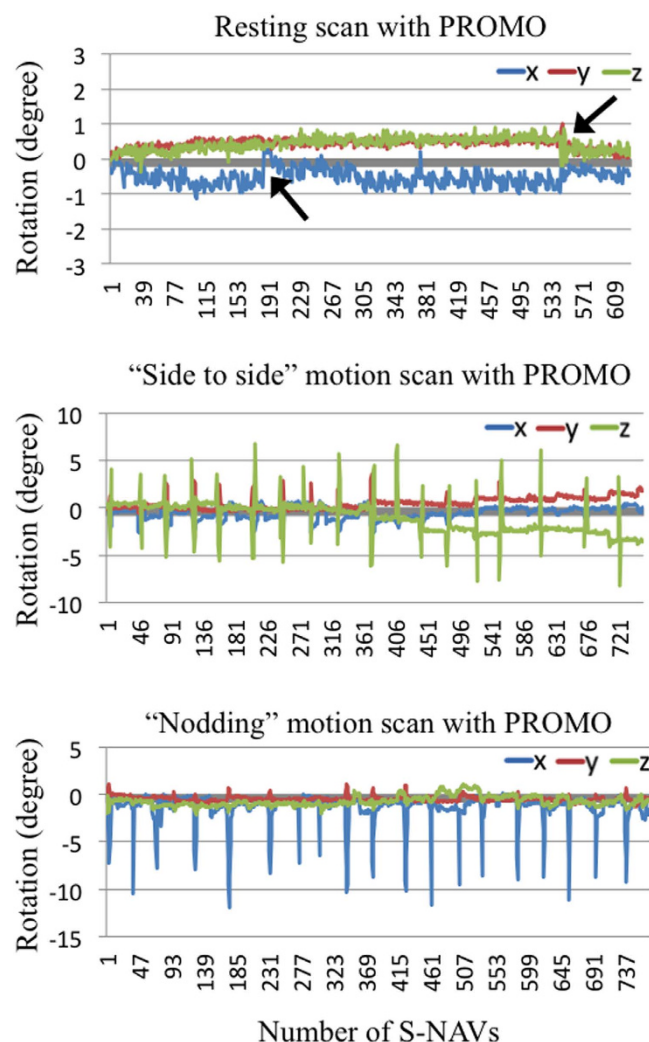 Resting scan with PROMO
Rotation (degree)
3
2
1
0
-1
-2
-3
x y z
1 39 77 115 153 191 229 267 305 343 381 419 457 495 533 571 609
“Side to side” motion scan with PROMO
Rotation (degree)
10
5
0
-5
-10
x y z
1 46 91 136 181 226 271 316 361 406 451 496 541 586 631 676 721
“Nodding” motion scan with PROMO
Rotation (degree)
5
0
-5
-10
-15
x y z
1 47 93 139 185 231 277 323 369 415 461 507 553 599 645 691 737
Number of S-NAVs